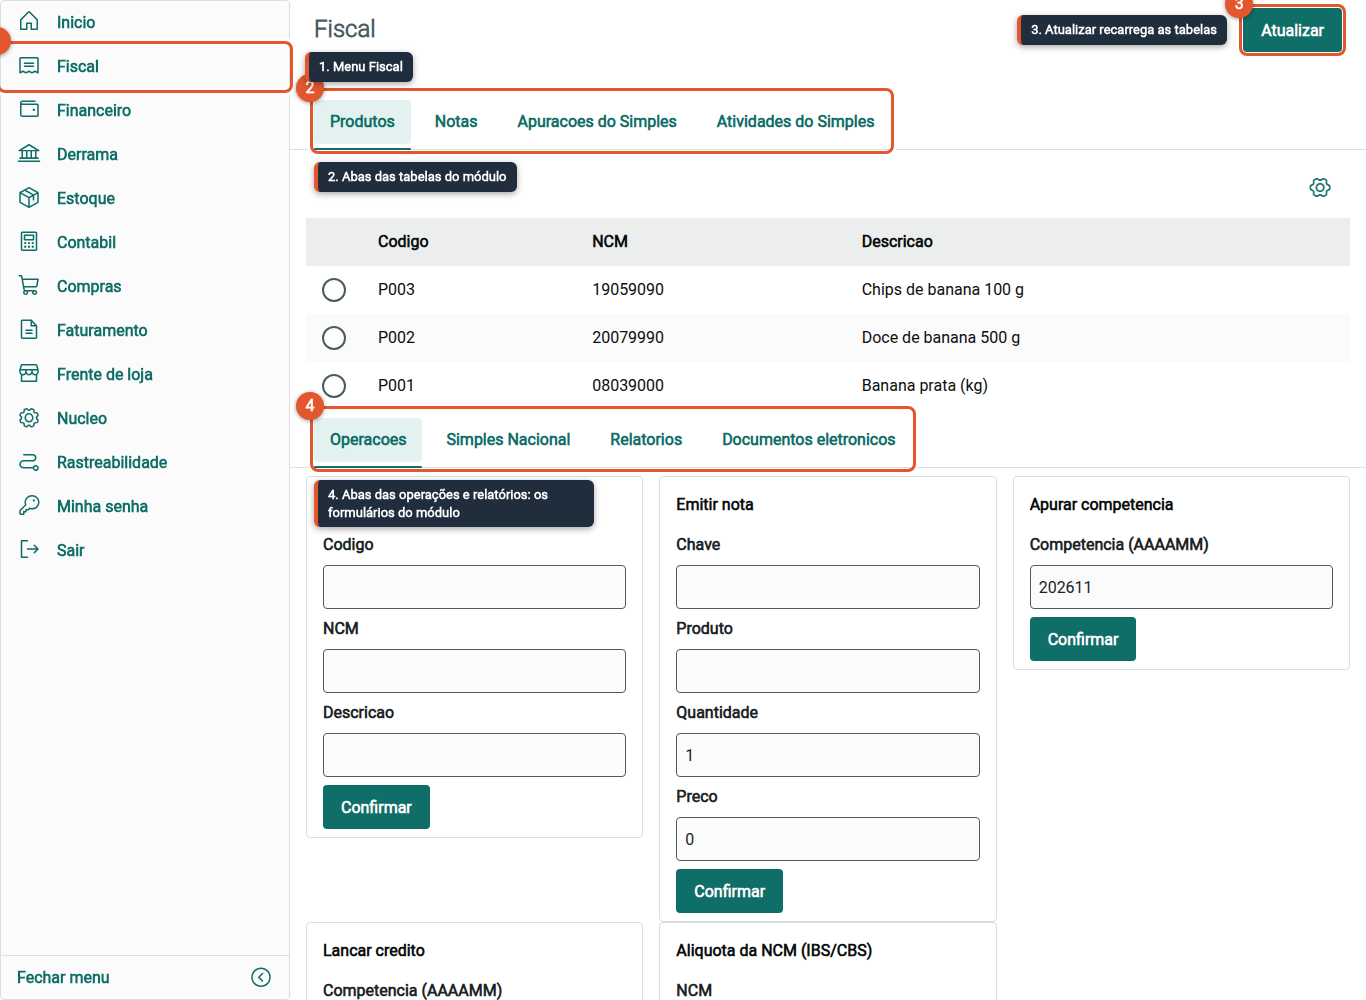 Inicio
Fiscal
Financeiro
Derrama
Estoque
Contabil
Compras
Faturamento
Frente de loja
Nucleo
Rastreabilidade
Minha senha
Sair
Fechar menu
Fiscal
3. Atualizar recarrega as tabelas
3
Atualizar
1. Menu Fiscal
2
Produtos
Notas
Apuracoes do Simples
Atividades do Simples
2. Abas das tabelas do módulo
Codigo NCM Descricao
P003 19059090 Chips de banana 100 g
P002 20079990 Doce de banana 500 g
P001 08039000 Banana prata (kg)
4
Operacoes
Simples Nacional
Relatorios
Documentos eletronicos
4. Abas das operações e relatórios: os
formulários do módulo
Codigo
NCM
Descricao
Confirmar
Emitir nota
Chave
Produto
Quantidade
1
Preco
0
Confirmar
Apurar competencia
Competencia (AAAAMM)
202611
Confirmar
Lancar credito
Competencia (AAAAMM)
Aliquota da NCM (IBS/CBS)
NCM